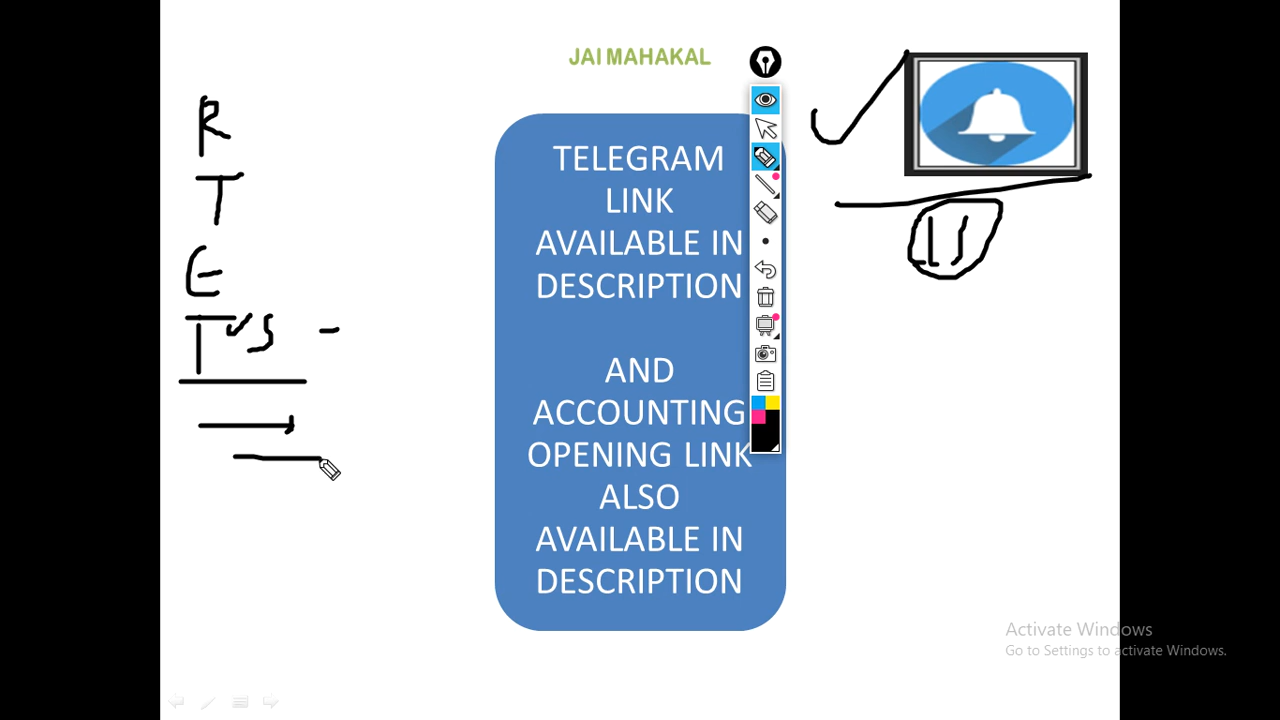 JAI MAHAKAL
R
T
E
T S -
TELEGRAM
LINK
AVAILABLE IN
DESCRIPTION
AND
ACCOUNTING
OPENING LINK
ALSO
AVAILABLE IN
DESCRIPTION
Activate Windows
Go to Settings to activate Windows.